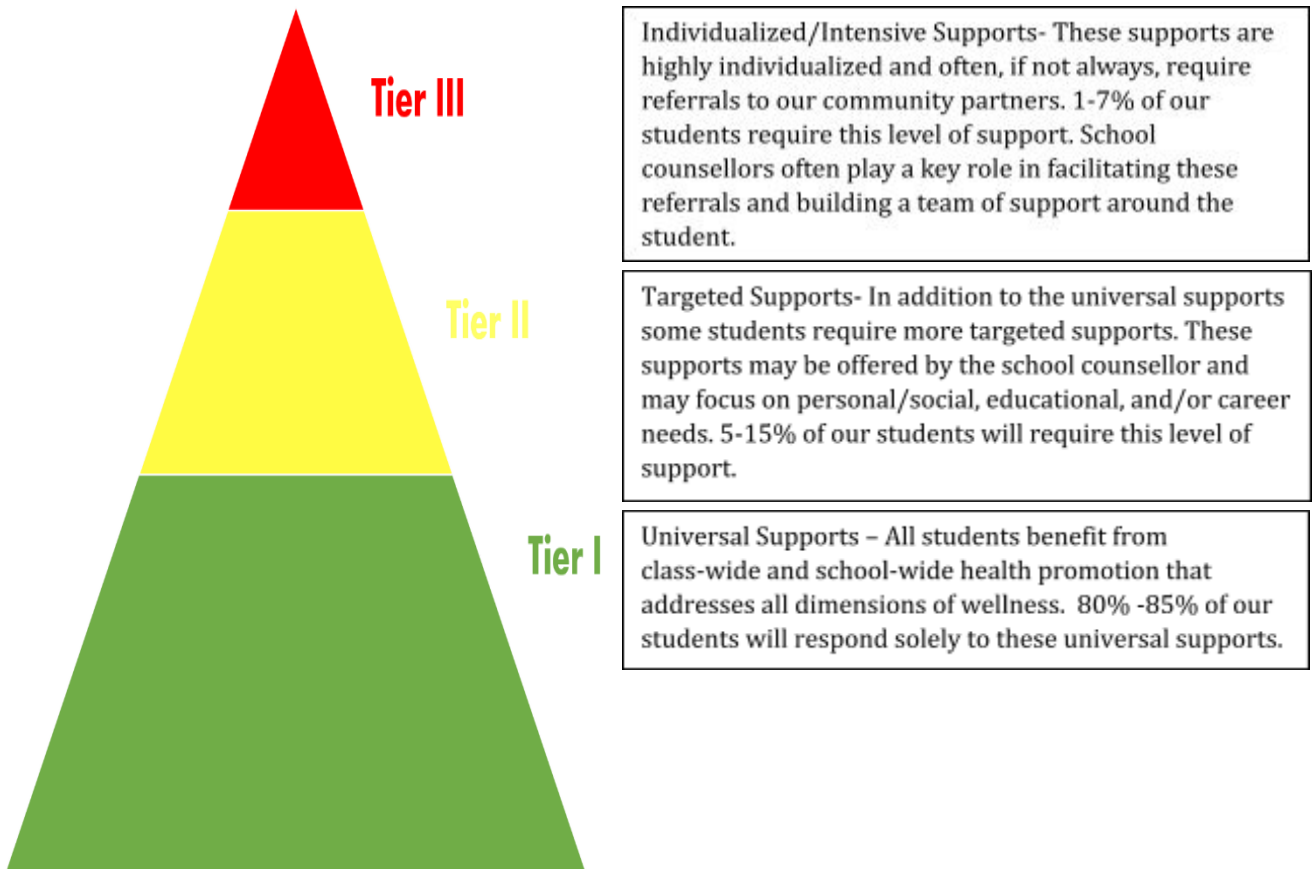 Tier III
Individualized/Intensive Supports- These supports are
highly individualized and often, if not always, require
referrals to our community partners. 1-7% of our
students require this level of support. School
counsellors often play a key role in facilitating these
referrals and building a team of support around the
student.
Tier II
Targeted Supports- In addition to the universal supports
some students require more targeted supports. These
supports may be offered by the school counsellor and
may focus on personal/social, educational, and/or career
needs. 5-15% of our students will require this level of
support.
Tier I
Universal Supports – All students benefit from
class-wide and school-wide health promotion that
addresses all dimensions of wellness.  80% -85% of our
students will respond solely to these universal supports.